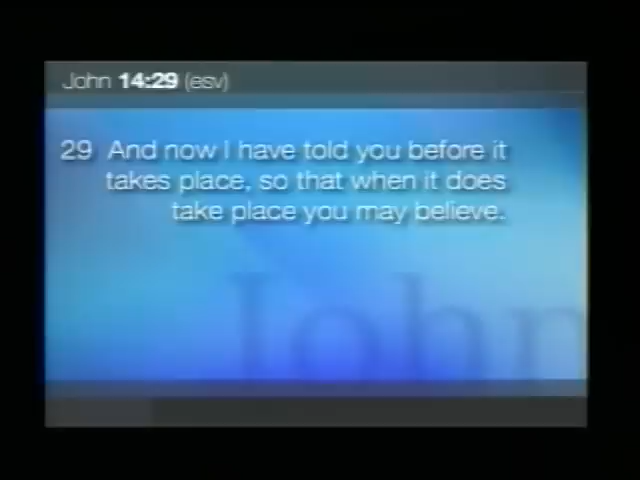 John 14:29 (esv)
29 And now I have told you before it
takes place, so that when it does
take place you may believe.
John